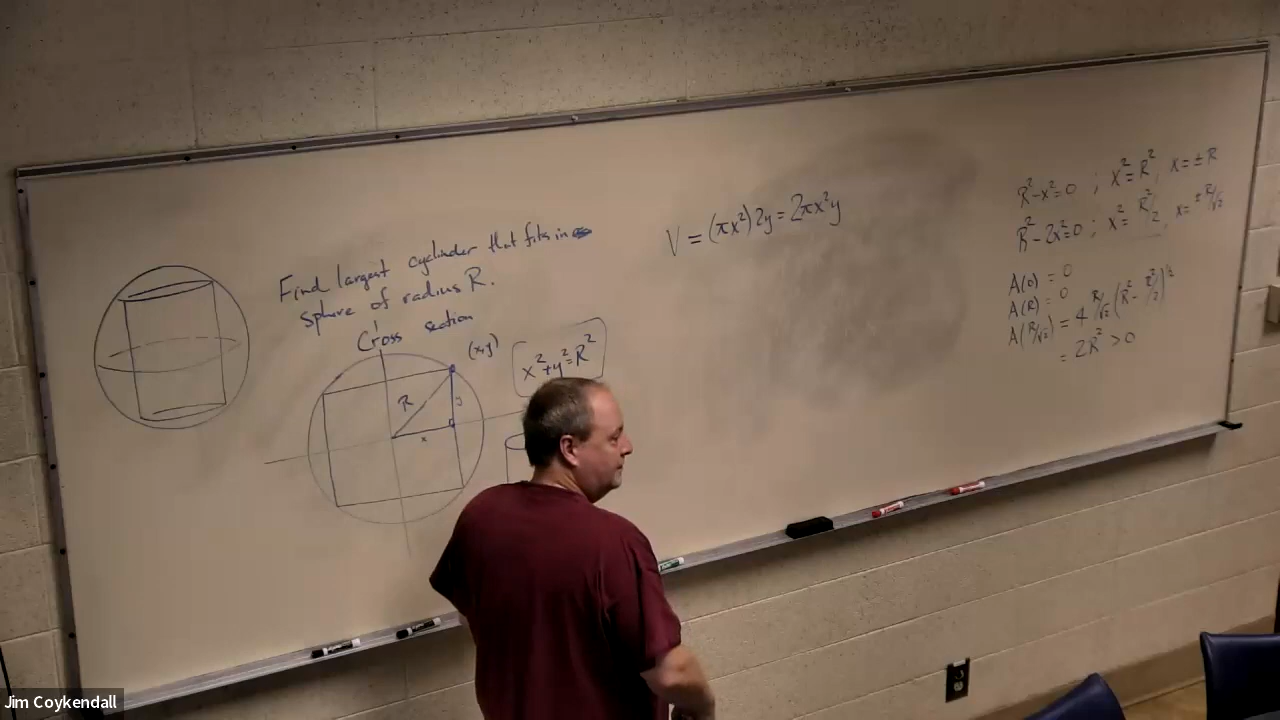 Find largest cylinder that fits in
sphere of radius R.
Cross section
(x,y)
R
x
y
x²+y²=R²
V = (πx²)2y = 2πx²y
R²-x²=0 ; x²=R², x=±R
R²-2x²=0 ; x²=R²/2, x=±R/√2
A(0) = 0
A(R) = 0
A(R/√2) = 4 R/√2 (R²-R²/2)^½
= 2R² > 0
Jim Coykendall